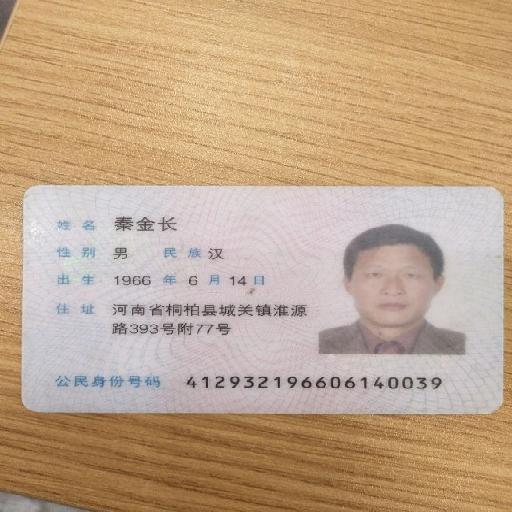 姓名 秦金长
性别 男 民族 汉
出生 1966 年 6 月 14 日
住址 河南省桐柏县城关镇淮源
路393号附77号
公民身份号码 412932196606140039